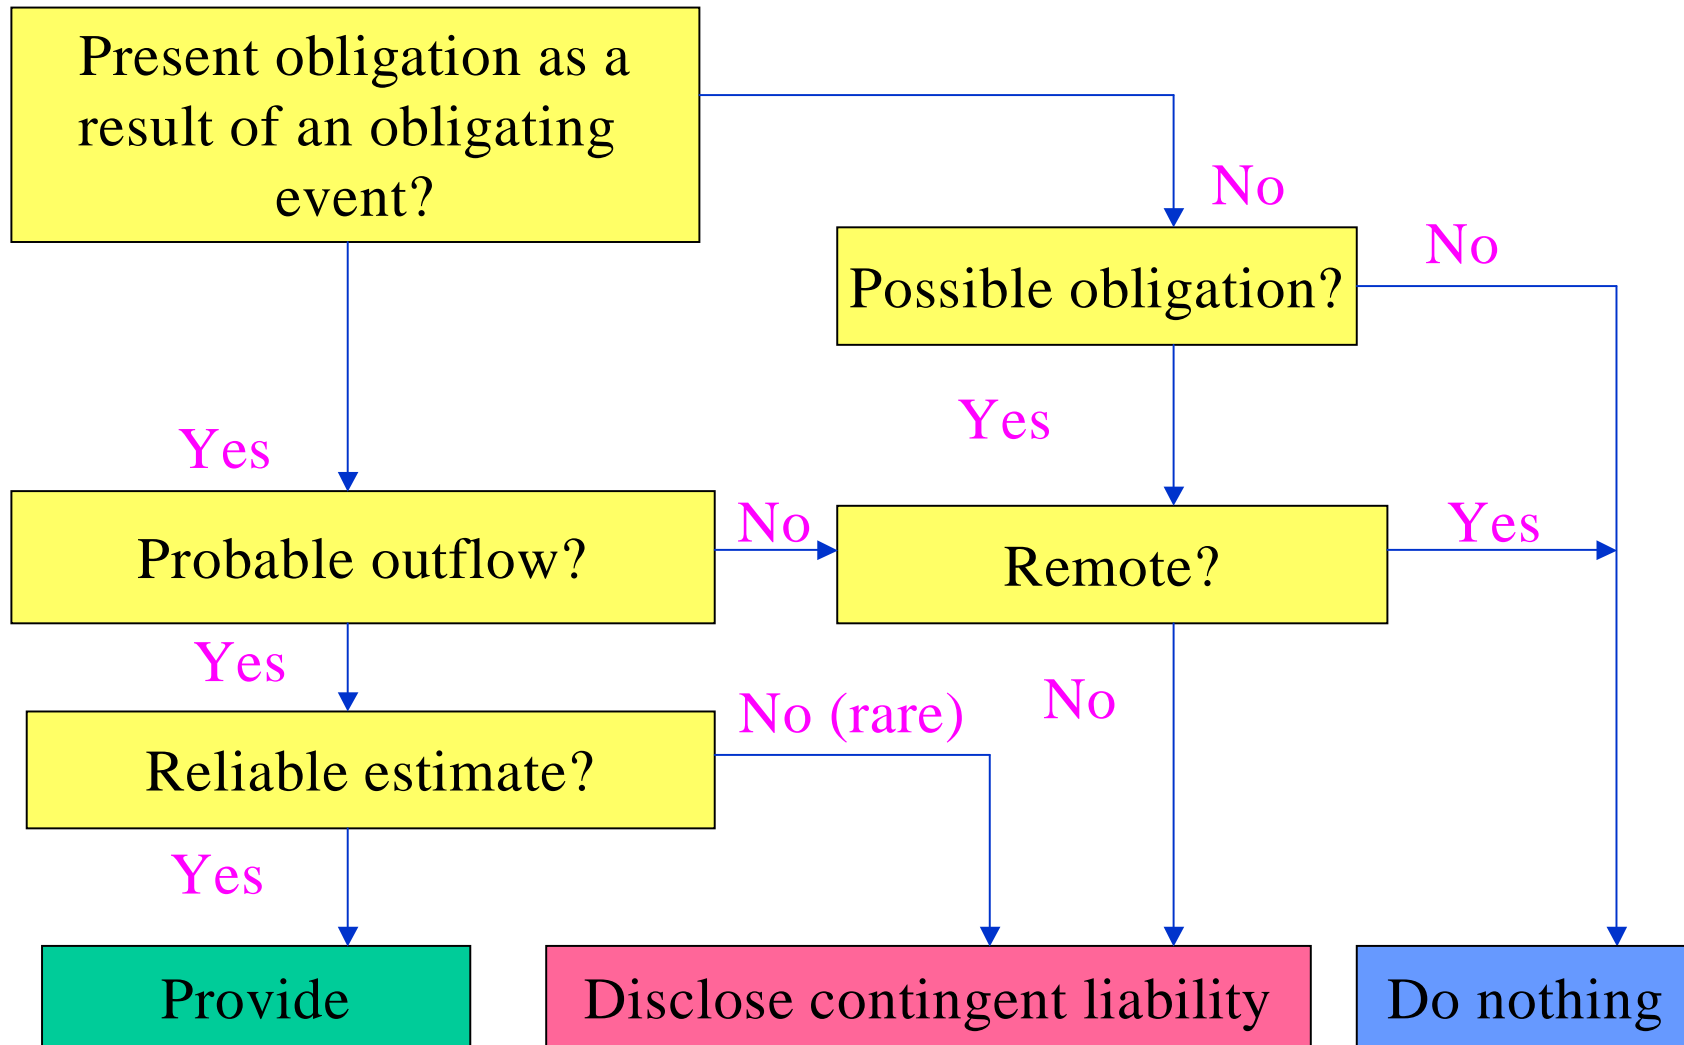 Present obligation as a
result of an obligating
event?
No
No
Possible obligation?
Yes
Yes
Probable outflow?
No
Remote?
Yes
Yes
No (rare)
No
Reliable estimate?
Yes
Provide
Disclose contingent liability
Do nothing